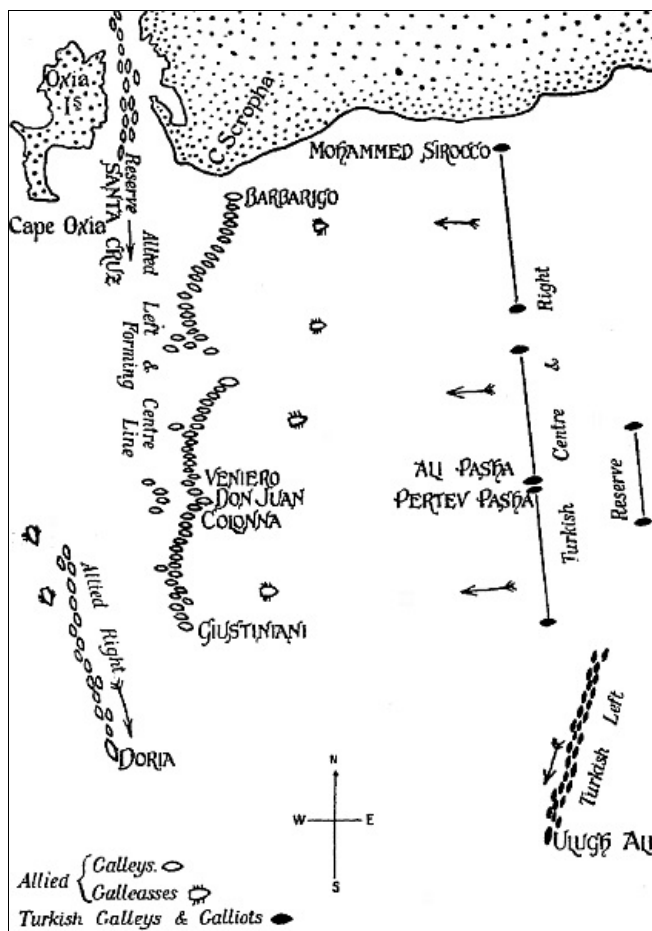 Oxia
Is
C. Scropha
Cape Oxia
Reserve
SANTA CRUZ
MOHAMMED SIROCCO
BARBARIGO
Allied Left & Centre
Forming Line
Right
Turkish Centre &
ALI PASHA
PERTEV PASHA
Reserve
VENIERO
DON JUAN
COLONNA
GIUSTINIANI
Allied Right
DORIA
Turkish Left
ULUGH ALI
N
W E
S
Allied { Galleys.
Galleasses
Turkish Galleys & Galliots